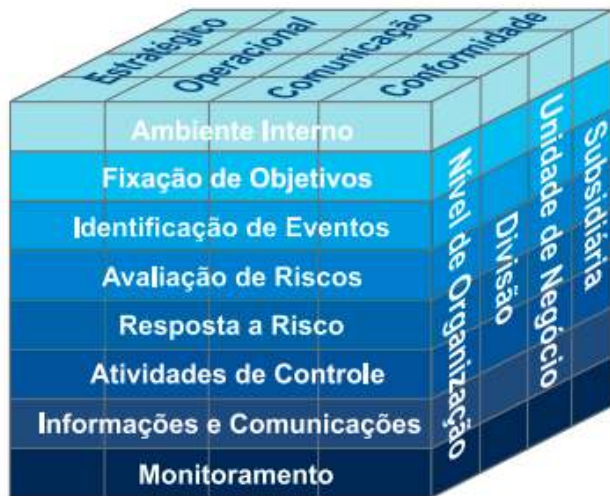 Estratégico
Operacional
Comunicação
Conformidade
Ambiente Interno
Fixação de Objetivos
Identificação de Eventos
Avaliação de Riscos
Resposta a Risco
Atividades de Controle
Informações e Comunicações
Monitoramento
Nível de Organização
Divisão
Unidade de Negócio
Subsidiária